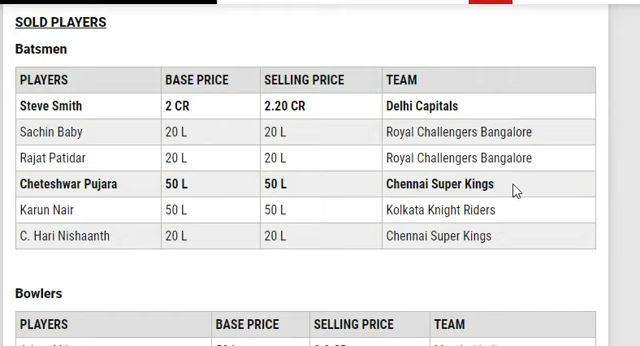 SOLD PLAYERS
Batsmen
PLAYERS BASE PRICE SELLING PRICE TEAM
Steve Smith 2 CR 2.20 CR Delhi Capitals
Sachin Baby 20 L 20 L Royal Challengers Bangalore
Rajat Patidar 20 L 20 L Royal Challengers Bangalore
Cheteshwar Pujara 50 L 50 L Chennai Super Kings
Karun Nair 50 L 50 L Kolkata Knight Riders
C. Hari Nishaanth 20 L 20 L Chennai Super Kings
Bowlers
PLAYERS BASE PRICE SELLING PRICE TEAM